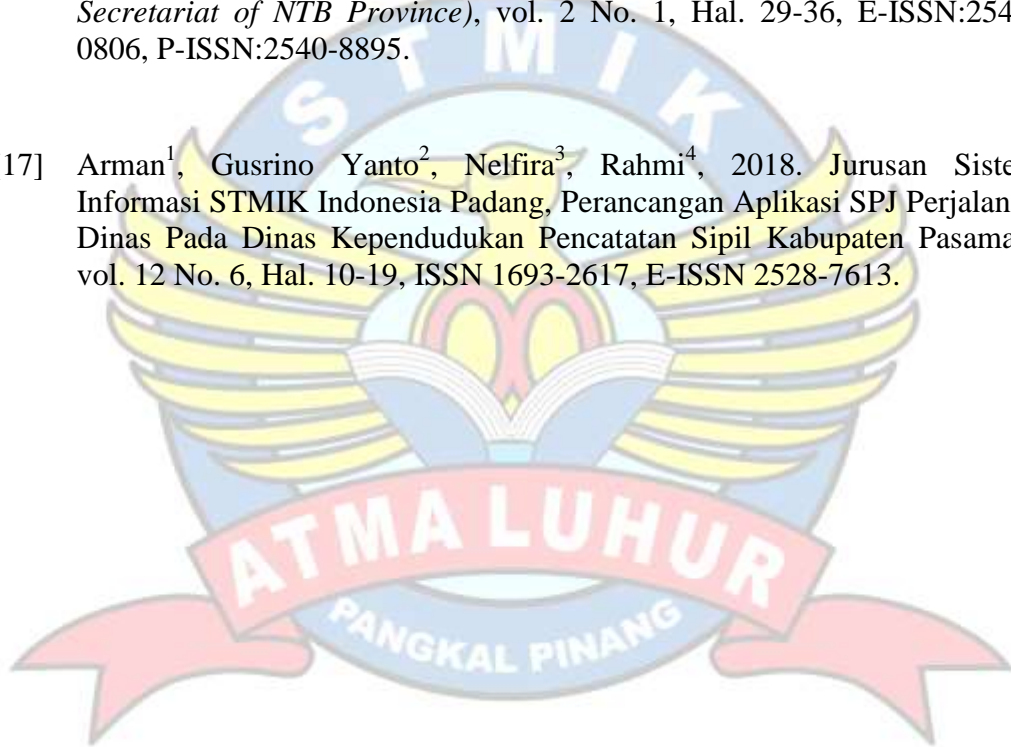 Secretariat of NTB Province), vol. 2 No. 1, Hal. 29-36, E-ISSN:254
0806, P-ISSN:2540-8895.
17] Arman1, Gusrino Yanto2, Nelfira3, Rahmi4, 2018. Jurusan Siste
Informasi STMIK Indonesia Padang, Perancangan Aplikasi SPJ Perjalan
Dinas Pada Dinas Kependudukan Pencatatan Sipil Kabupaten Pasama
vol. 12 No. 6, Hal. 10-19, ISSN 1693-2617, E-ISSN 2528-7613.
STMIK
ATMA LUHUR
PANGKAL PINANG